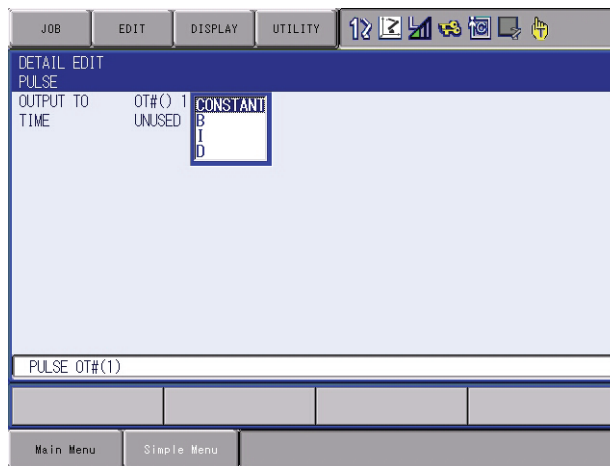 JOB EDIT DISPLAY UTILITY
DETAIL EDIT
PULSE
OUTPUT TO OT#() 1 CONSTANT
TIME UNUSED B
I
D
PULSE OT#(1)
Main Menu Simple Menu